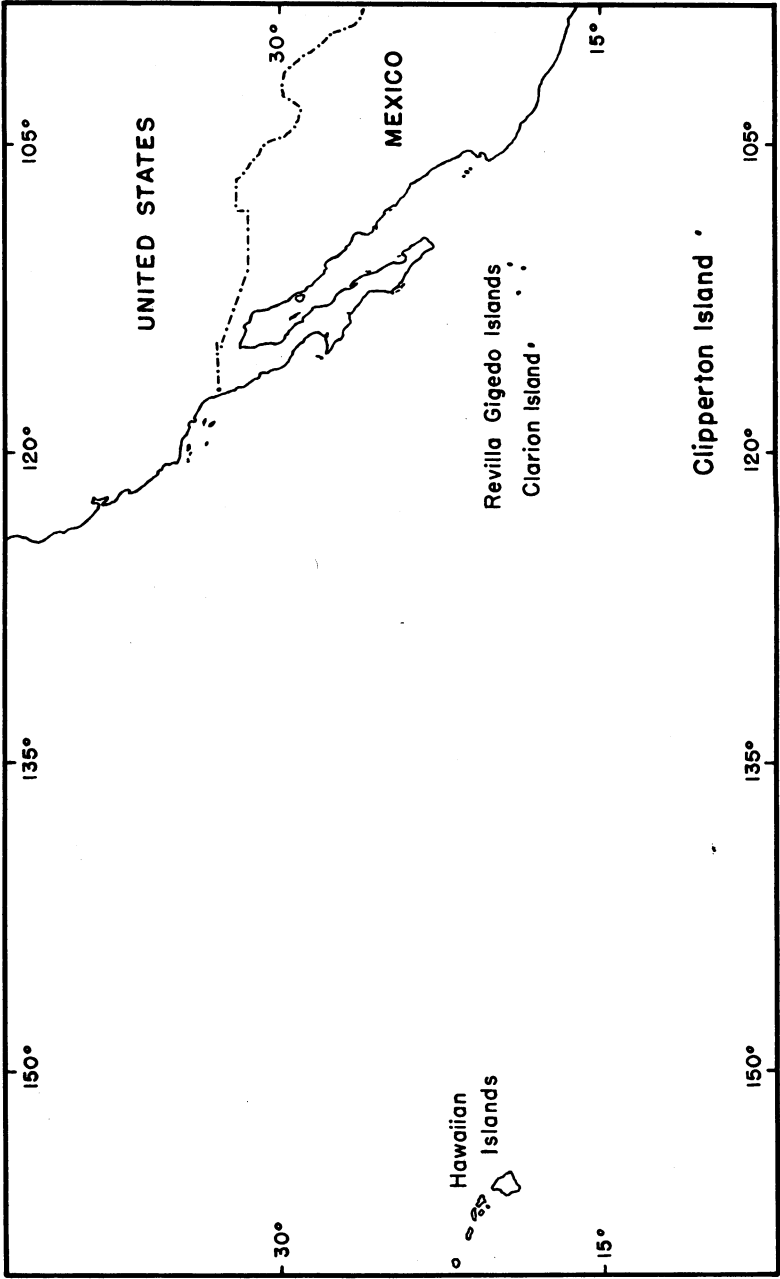 150°
135°
120°
105°
30°
30°
UNITED STATES
MEXICO
Hawaiian
Islands
Revilla Gigedo Islands
Clarion Island
15°
15°
Clipperton Island
150°
135°
120°
105°